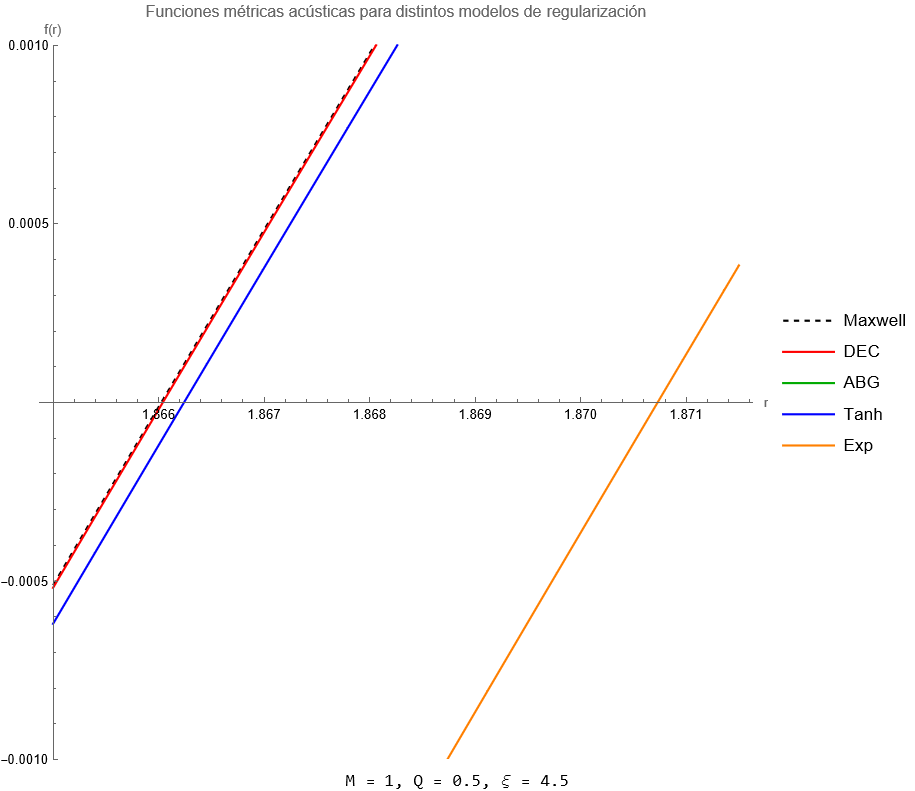 Funciones métricas acústicas para distintos modelos de regularización
f(r)
0.0010
0.0005
-0.0005
-0.0010
1.866 1.867 1.868 1.869 1.870 1.871
r
Maxwell
DEC
ABG
Tanh
Exp
M = 1, Q = 0.5, ξ = 4.5